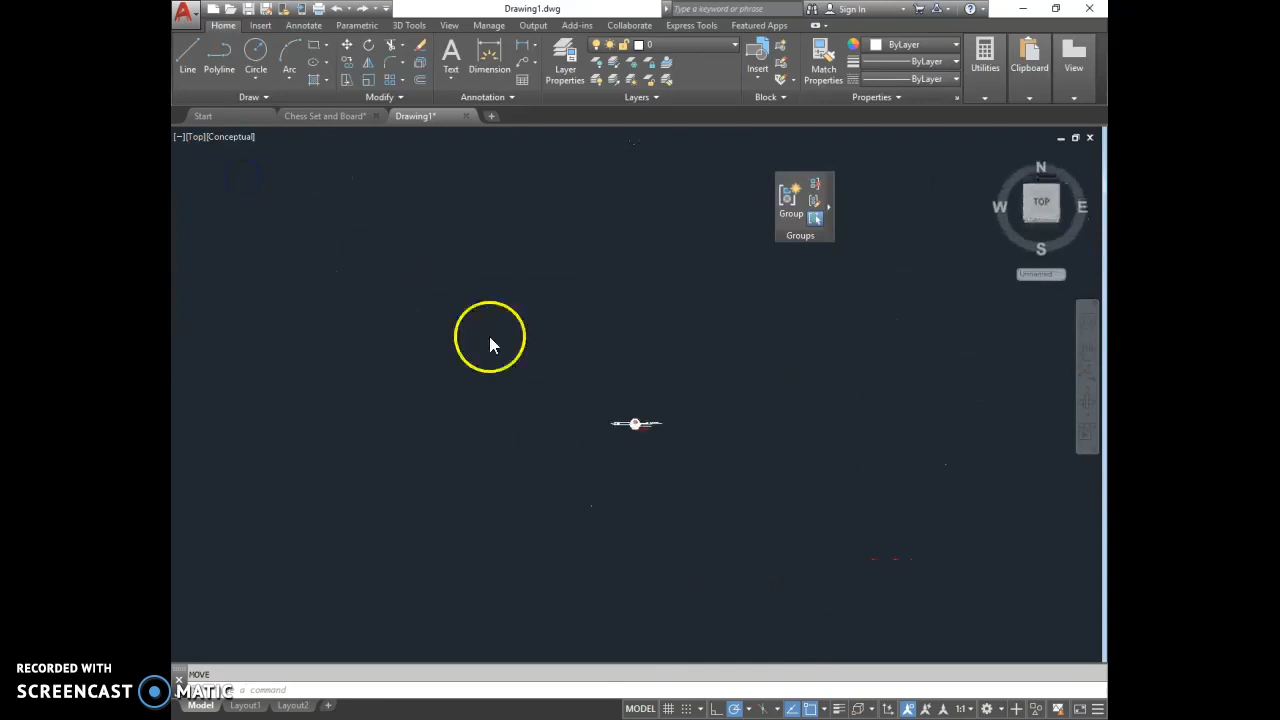 Drawing1.dwg
Type a keyword or phrase
Sign In
Home Insert Annotate Parametric 3D Tools View Manage Output Add-ins Collaborate Express Tools Featured Apps
0
ByLayer
ByLayer
ByLayer
Line Polyline Circle Arc Text Dimension Layer Properties Insert Match Properties Utilities Clipboard View
Draw Modify Annotation Layers Block Properties
Start Chess Set and Board* Drawing1*
[−][Top][Conceptual]
N
W TOP E
S
Unnamed
Group
Groups
MOVE
a command
RECORDED WITH
SCREENCAST MATIC
Model Layout1 Layout2 +
MODEL 1:1